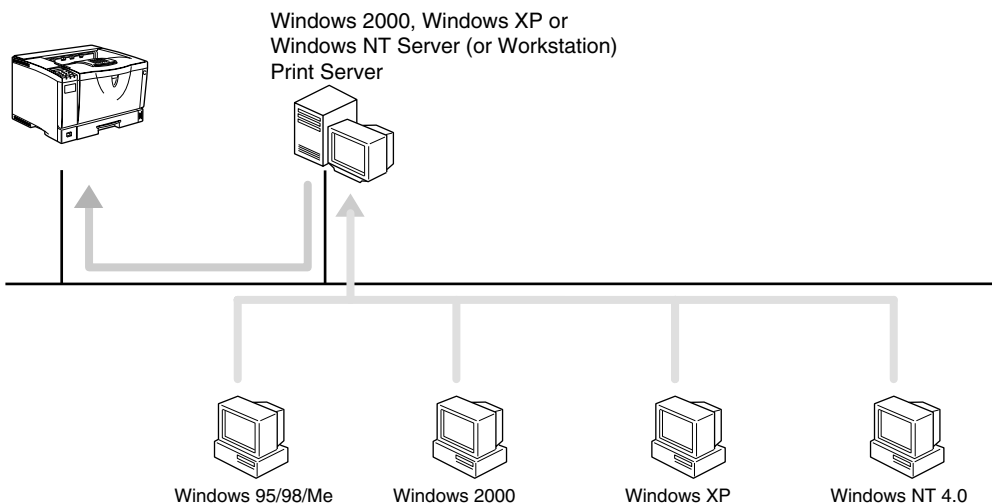 Windows 2000, Windows XP or
Windows NT Server (or Workstation)
Print Server
Windows 95/98/Me
Windows 2000
Windows XP
Windows NT 4.0